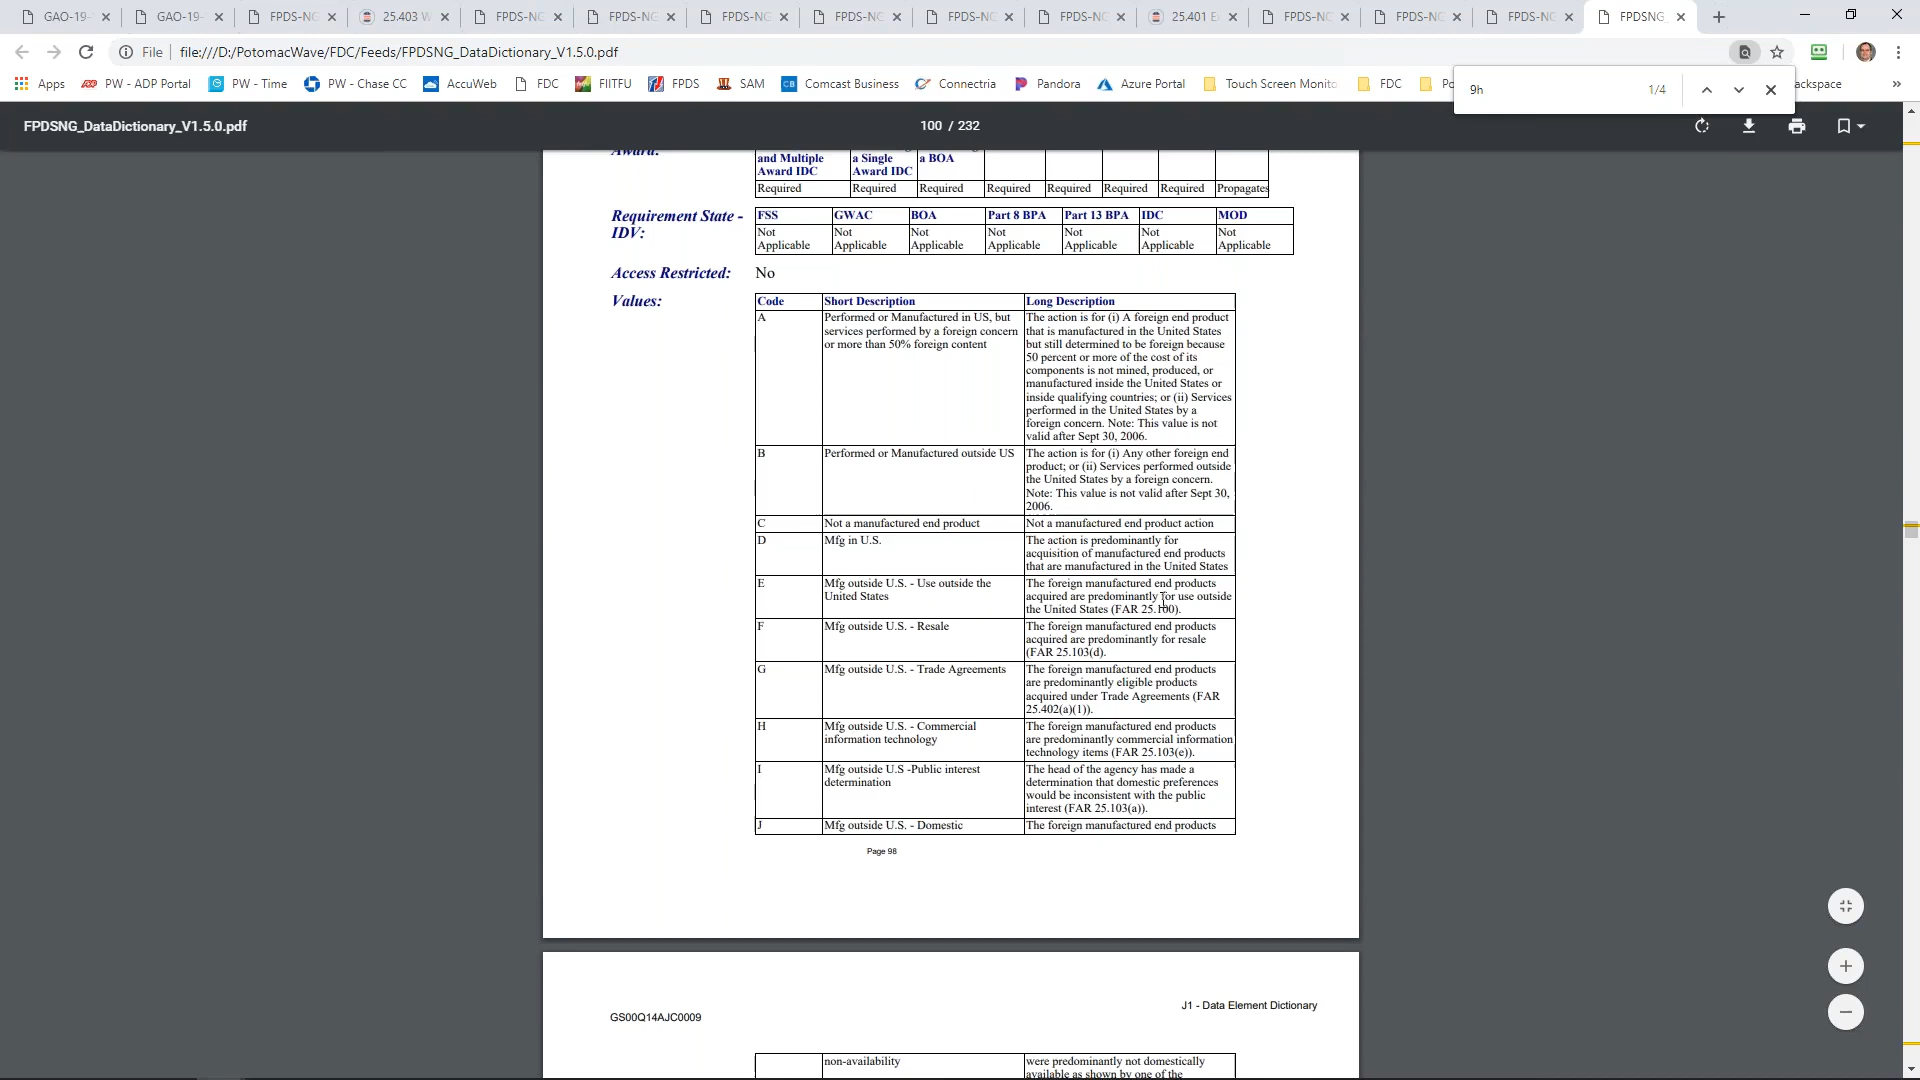 GAO-19-
GAO-19-
FPDS-NG
25.403 W
FPDS-NG
FPDS-NG
FPDS-NG
FPDS-NG
FPDS-NG
FPDS-NG
25.401 E
FPDS-NG
FPDS-NG
FPDS-NG
FPDSNG_
File
file:///D:/PotomacWave/FDC/Feeds/FPDSNG_DataDictionary_V1.5.0.pdf
Apps
PW - ADP Portal
PW - Time
PW - Chase CC
AccuWeb
FDC
FIITFU
FPDS
SAM
Comcast Business
Connectria
Pandora
Azure Portal
Touch Screen Monito
FDC
ackspace
9h
1/4
FPDSNG_DataDictionary_V1.5.0.pdf
100 / 232
Award:
and Multiple
Award IDC
a Single
Award IDC
a BOA
Required
Required
Required
Required
Required
Required
Required
Propagates
Requirement State -
IDV:
FSS
GWAC
BOA
Part 8 BPA
Part 13 BPA
IDC
MOD
Not
Applicable
Not
Applicable
Not
Applicable
Not
Applicable
Not
Applicable
Not
Applicable
Not
Applicable
Access Restricted:
No
Values:
Code
Short Description
Long Description
A
Performed or Manufactured in US, but
services performed by a foreign concern
or more than 50% foreign content
The action is for (i) A foreign end product
that is manufactured in the United States
but still determined to be foreign because
50 percent or more of the cost of its
components is not mined, produced, or
manufactured inside the United States or
inside qualifying countries; or (ii) Services
performed in the United States by a
foreign concern. Note: This value is not
valid after Sept 30, 2006.
B
Performed or Manufactured outside US
The action is for (i) Any other foreign end
product; or (ii) Services performed outside
the United States by a foreign concern.
Note: This value is not valid after Sept 30,
2006.
C
Not a manufactured end product
Not a manufactured end product action
D
Mfg in U.S.
The action is predominantly for
acquisition of manufactured end products
that are manufactured in the United States
E
Mfg outside U.S. - Use outside the
United States
The foreign manufactured end products
acquired are predominantly for use outside
the United States (FAR 25.100).
F
Mfg outside U.S. - Resale
The foreign manufactured end products
acquired are predominantly for resale
(FAR 25.103(d).
G
Mfg outside U.S. - Trade Agreements
The foreign manufactured end products
are predominantly eligible products
acquired under Trade Agreements (FAR
25.402(a)(1)).
H
Mfg outside U.S. - Commercial
information technology
The foreign manufactured end products
are predominantly commercial information
technology items (FAR 25.103(e)).
I
Mfg outside U.S -Public interest
determination
The head of the agency has made a
determination that domestic preferences
would be inconsistent with the public
interest (FAR 25.103(a)).
J
Mfg outside U.S. - Domestic
The foreign manufactured end products
Page 98
J1 - Data Element Dictionary
GS00Q14AJC0009
non-availability
were predominantly not domestically
available as shown by one of the